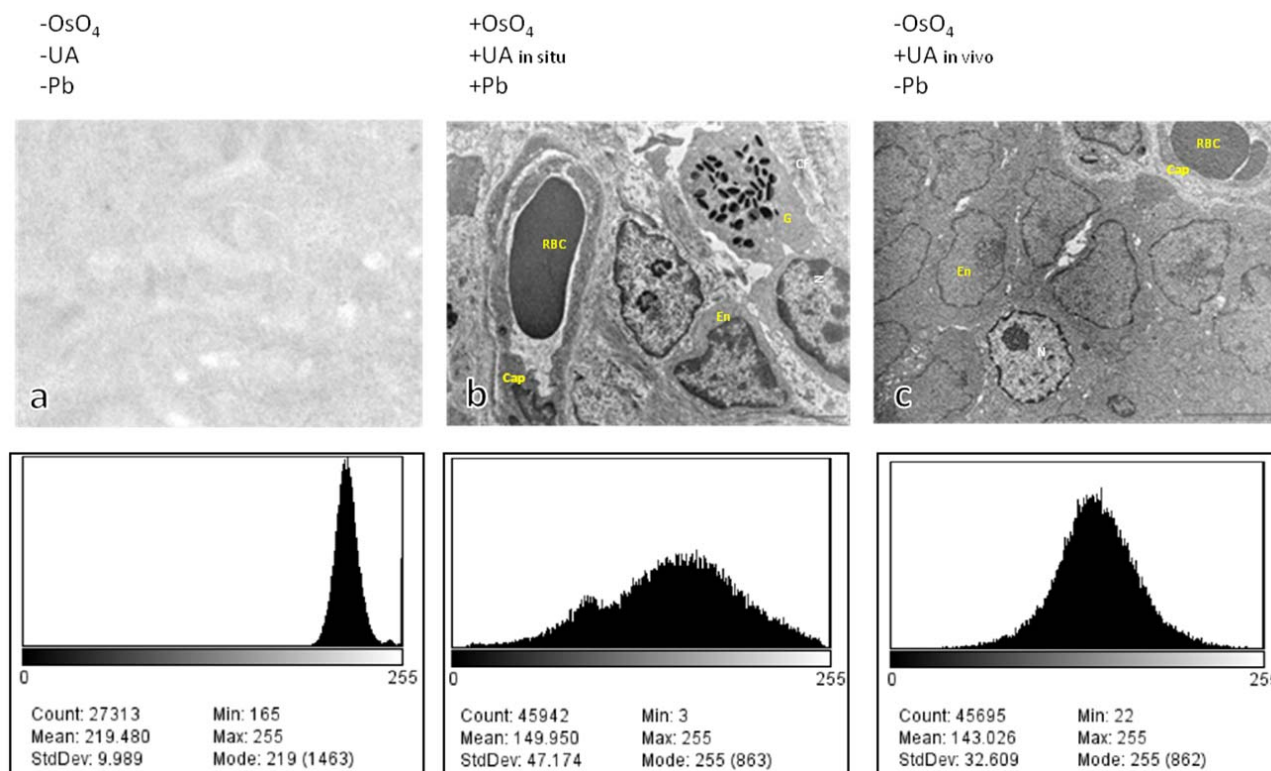 -OsO₄
-UA
-Pb
+OsO₄
+UA in situ
+Pb
-OsO₄
+UA in vivo
-Pb
a
RBC
Cap
En
G
Cf
N
b
RBC
Cap
En
N
c
0 255
Count: 27313 Min: 165
Mean: 219.480 Max: 255
StdDev: 9.989 Mode: 219 (1463)
0 255
Count: 45942 Min: 3
Mean: 149.950 Max: 255
StdDev: 47.174 Mode: 255 (863)
0 255
Count: 45695 Min: 22
Mean: 143.026 Max: 255
StdDev: 32.609 Mode: 255 (862)